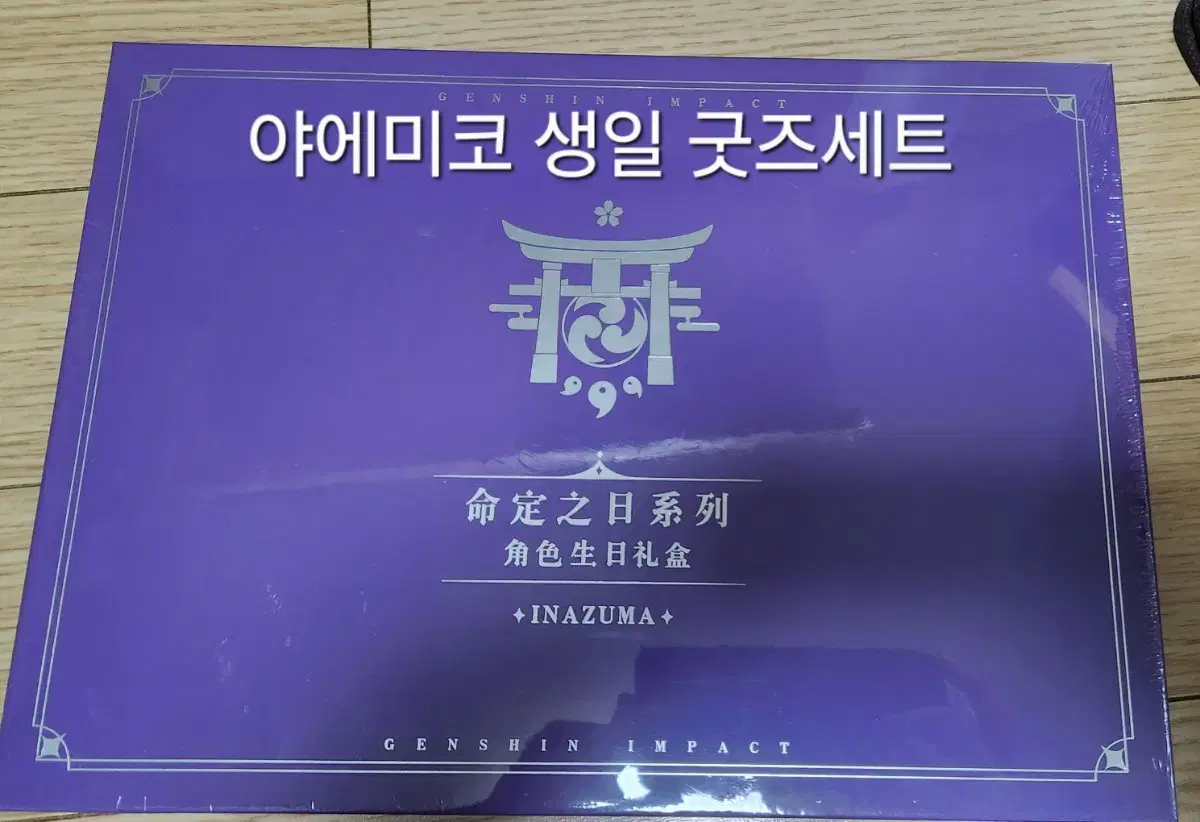 GENSHIN IMPACT
야에미코 생일 굿즈세트
命定之日系列
角色生日礼盒
INAZUMA
GENSHIN IMPACT